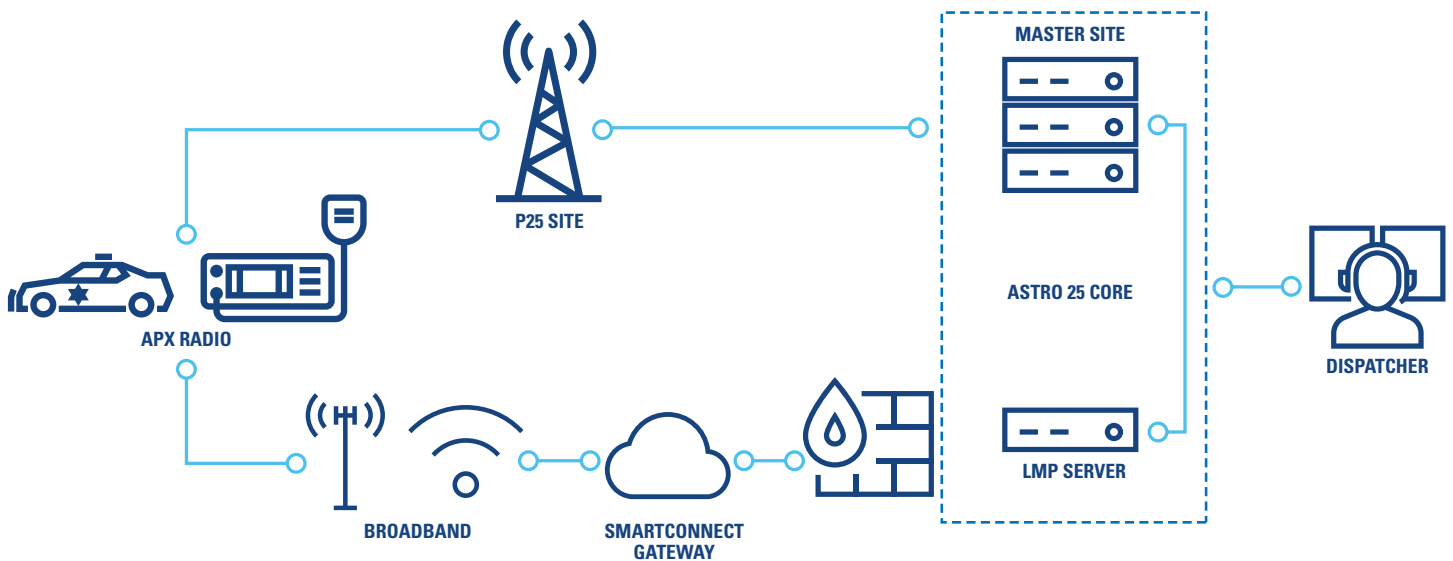 MASTER SITE
P25 SITE
ASTRO 25 CORE
APX RADIO
DISPATCHER
LMP SERVER
BROADBAND
SMARTCONNECT
GATEWAY